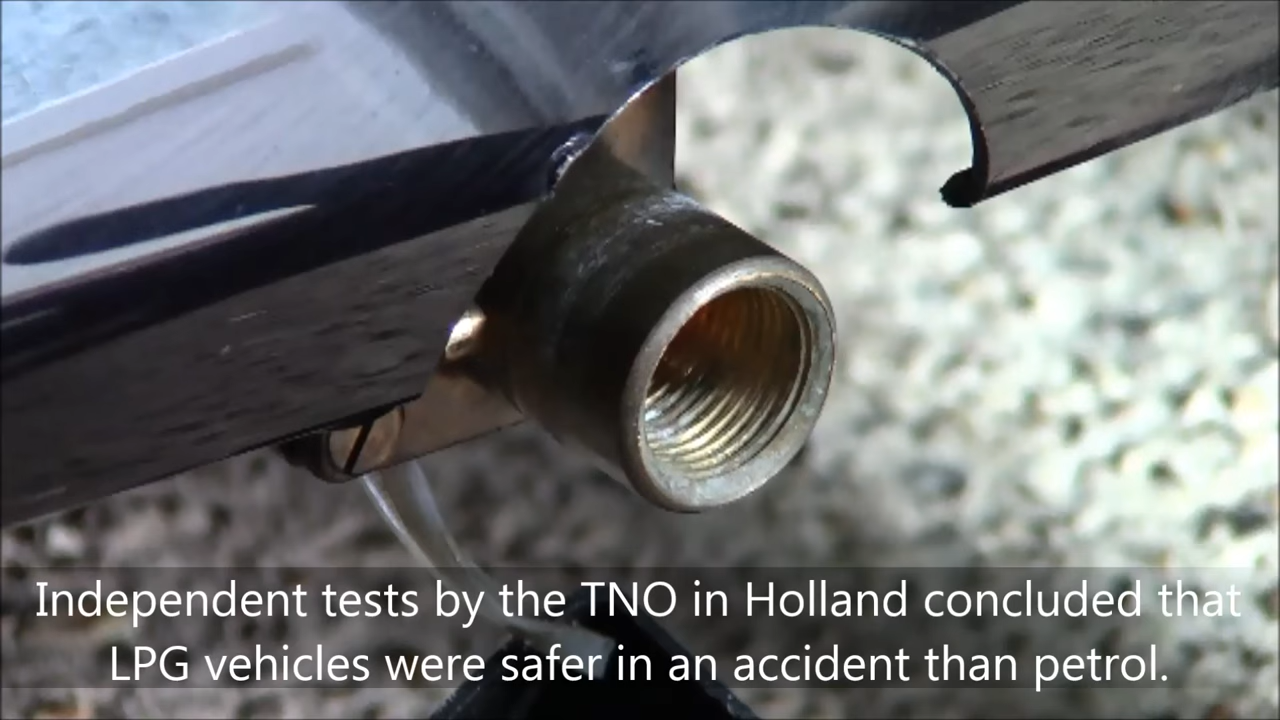 Independent tests by the TNO in Holland concluded that
LPG vehicles were safer in an accident than petrol.